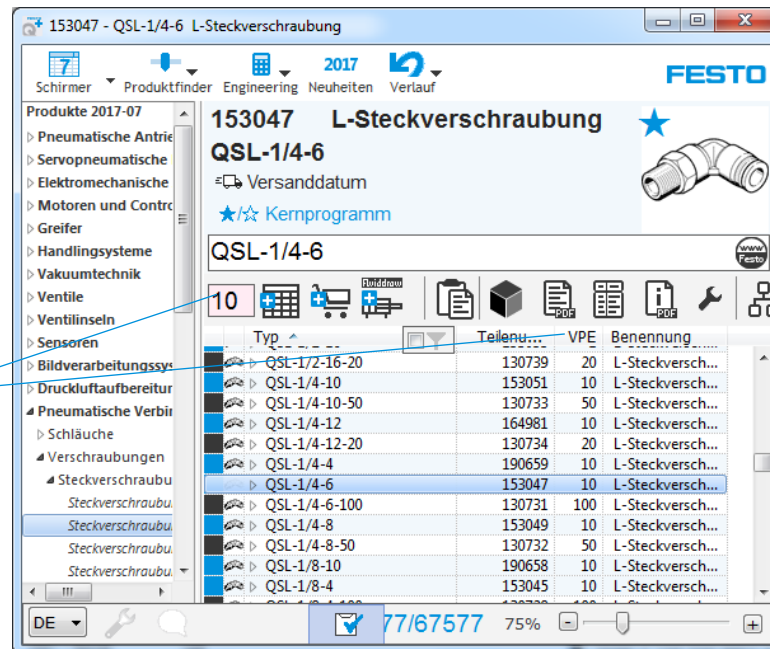 153047 - QSL-1/4-6 L-Steckverschraubung
7
2017
Schirmer Produktfinder Engineering Neuheiten Verlauf
FESTO
Produkte 2017-07
Pneumatische Antrie
Servopneumatische
Elektromechanische
Motoren und Contro
Greifer
Handlingsysteme
Vakuumtechnik
Ventile
Ventilinseln
Sensoren
Bildverarbeitungssys
Druckluftaufbereitur
Pneumatische Verbir
Schläuche
Verschraubungen
Steckverschraubu
Steckverschraubu
Steckverschraubu
Steckverschraubu
Steckverschraubu
153047 L-Steckverschraubung
QSL-1/4-6
Versanddatum
/ Kernprogramm
QSL-1/4-6
www
Festo
10
Fluiddraw
PDF
PDF
Typ Teilenu... VPE Benennung
QSL-1/2-16-20 130739 20 L-Steckversch...
QSL-1/4-10 153051 10 L-Steckversch...
QSL-1/4-10-50 130733 50 L-Steckversch...
QSL-1/4-12 164981 10 L-Steckversch...
QSL-1/4-12-20 130734 20 L-Steckversch...
QSL-1/4-4 190659 10 L-Steckversch...
QSL-1/4-6 153047 10 L-Steckversch...
QSL-1/4-6-100 130731 100 L-Steckversch...
QSL-1/4-8 153049 10 L-Steckversch...
QSL-1/4-8-50 130732 50 L-Steckversch...
QSL-1/8-10 190658 10 L-Steckversch...
QSL-1/8-4 153045 10 L-Steckversch...
DE
77/67577 75%